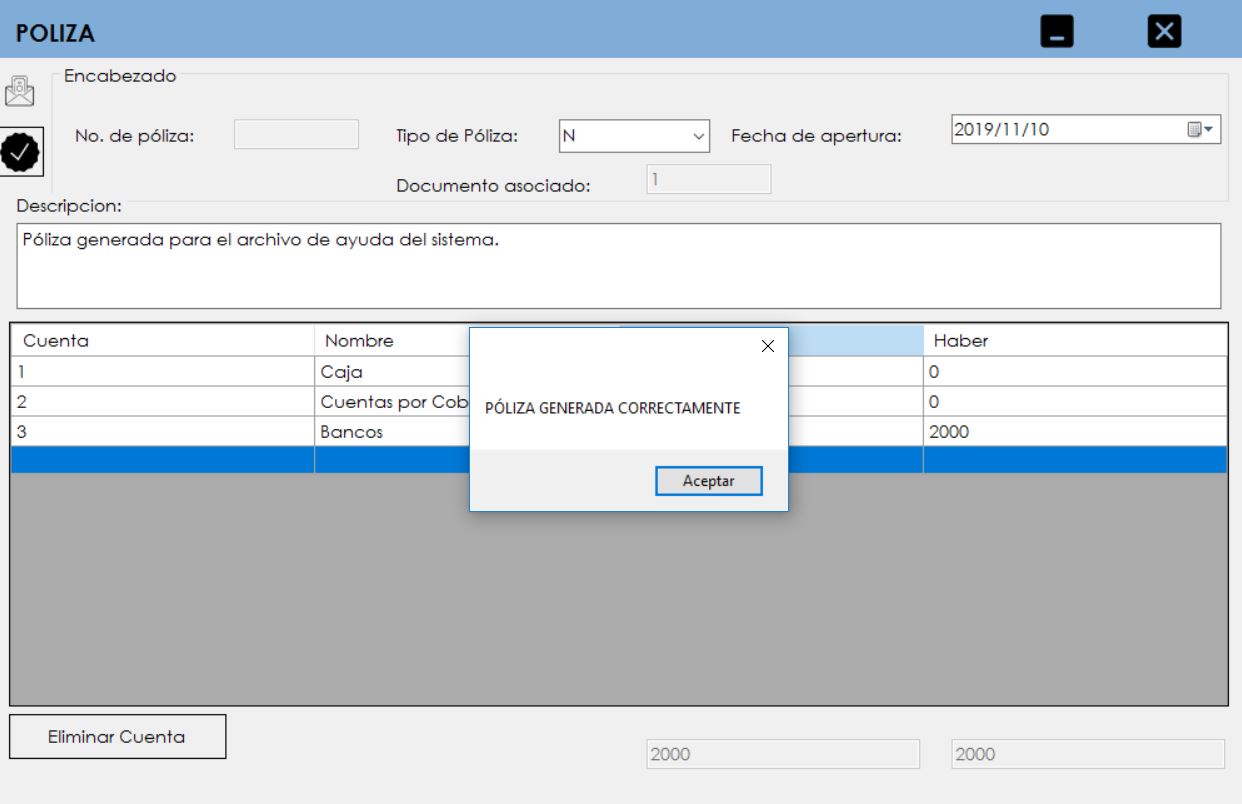 POLIZA
Encabezado
No. de póliza:
Tipo de Póliza: N
Fecha de apertura: 2019/11/10
Documento asociado: 1
Descripcion:
Póliza generada para el archivo de ayuda del sistema.
Cuenta Nombre Haber
1 Caja 0
2 Cuentas por Cob 0
3 Bancos 2000
PÓLIZA GENERADA CORRECTAMENTE
Aceptar
Eliminar Cuenta
2000 2000